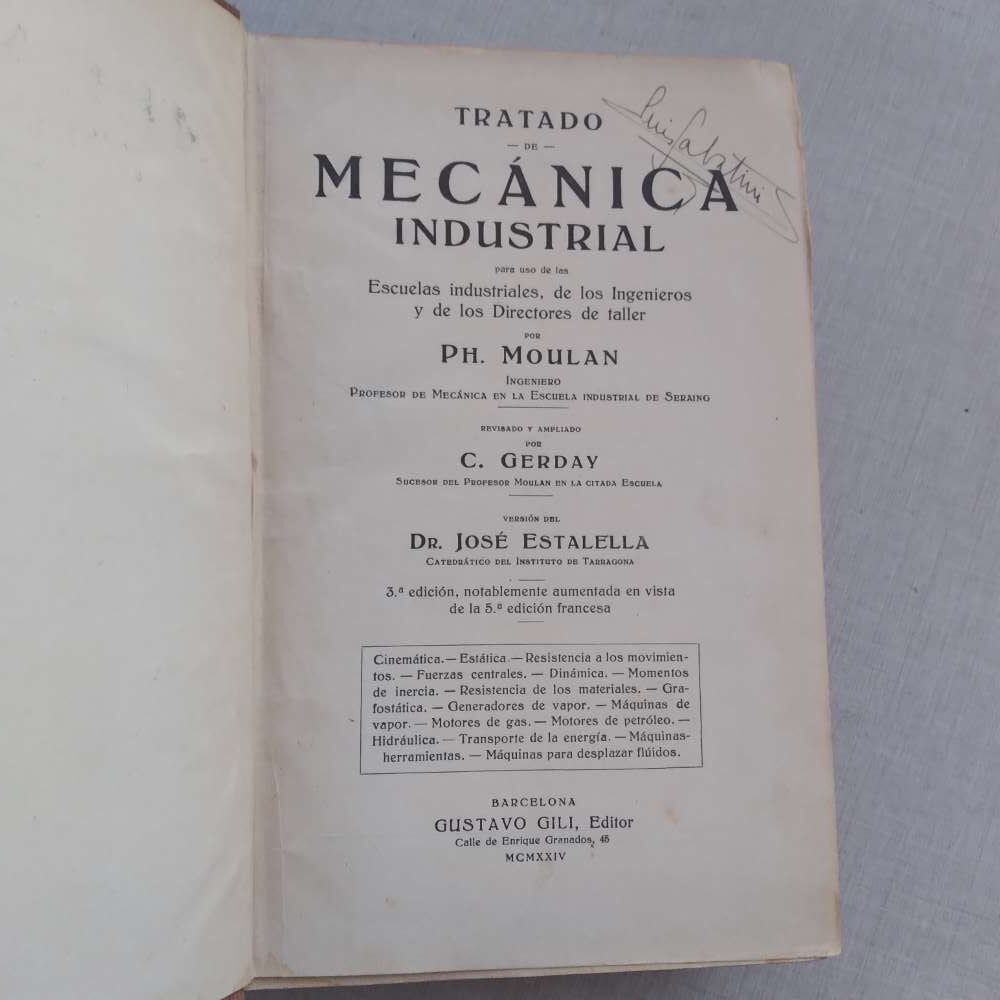 Luis Sabatini
TRATADO
— DE —
MECÁNICA
INDUSTRIAL
para uso de las
Escuelas industriales, de los Ingenieros
y de los Directores de taller
POR
PH. MOULAN
INGENIERO
PROFESOR DE MECÁNICA EN LA ESCUELA INDUSTRIAL DE SERAING
REVISADO Y AMPLIADO
POR
C. GERDAY
SUCESOR DEL PROFESOR MOULAN EN LA CITADA ESCUELA
VERSIÓN DEL
DR. JOSÉ ESTALELLA
CATEDRÁTICO DEL INSTITUTO DE TARRAGONA
3.ª edición, notablemente aumentada en vista
de la 5.ª edición francesa
Cinemática. — Estática. — Resistencia a los movimien-
tos. — Fuerzas centrales. — Dinámica. — Momentos
de inercia. — Resistencia de los materiales. — Gra-
fostática. — Generadores de vapor. — Máquinas de
vapor. — Motores de gas. — Motores de petróleo. —
Hidráulica. — Transporte de la energía. — Máquinas-
herramientas. — Máquinas para desplazar flúidos.
BARCELONA
GUSTAVO GILI, Editor
Calle de Enrique Granados, 45
MCMXXIV